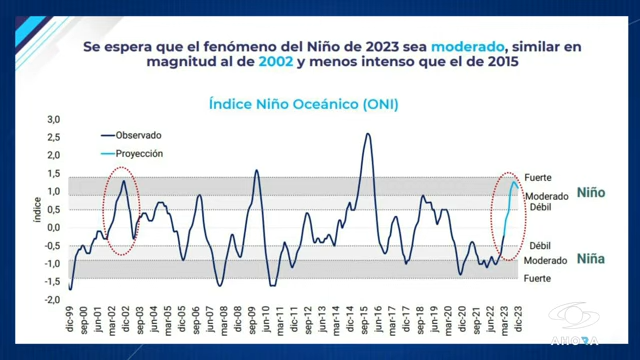 Se espera que el fenómeno del Niño de 2023 sea moderado, similar en
magnitud al de 2002 y menos intenso que el de 2015
Índice Niño Oceánico (ONI)
Observado
Proyección
índice
3,0
2,5
2,0
1,5
1,0
0,5
0,0
-0,5
-1,0
-1,5
-2,0
Fuerte
Moderado
Débil
Niño
Débil
Moderado
Niña
Fuerte
dic-99
sep-00
jun-01
mar-02
dic-02
sep-03
jun-04
mar-05
dic-05
sep-06
jun-07
mar-08
dic-08
sep-09
jun-10
mar-11
dic-11
sep-12
jun-13
mar-14
dic-14
sep-15
jun-16
mar-17
dic-17
sep-18
jun-19
mar-20
dic-20
sep-21
jun-22
mar-23
dic-23
AHORA